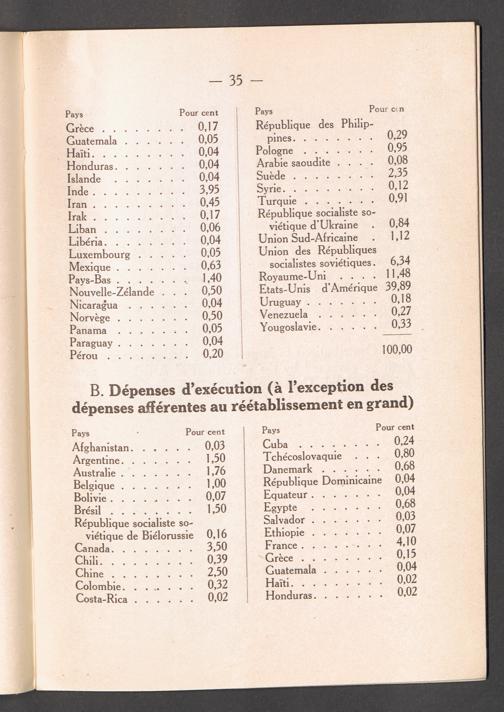 — 35 —
Pays Pour cent
Grèce . . . . . . . . 0,17
Guatemala . . . . . . 0,05
Haïti. . . . . . . . . 0,04
Honduras. . . . . . . 0,04
Islande . . . . . . . 0,04
Inde . . . . . . . . . 3,95
Iran . . . . . . . . . 0,45
Irak . . . . . . . . . 0,17
Liban . . . . . . . . 0,06
Libéria. . . . . . . . 0,04
Luxembourg . . . . . 0,05
Mexique . . . . . . . 0,63
Pays-Bas . . . . . . . 1,40
Nouvelle-Zélande . . . 0,50
Nicaragua . . . . . . 0,04
Norvège . . . . . . . 0,50
Panama . . . . . . . 0,05
Paraguay . . . . . . . 0,04
Pérou . . . . . . . . 0,20
Pays Pour cen
République des Philip-
pines. . . . . . . . 0,29
Pologne . . . . . . . 0,95
Arabie saoudite . . . . 0,08
Suède . . . . . . . . 2,35
Syrie. . . . . . . . . 0,12
Turquie . . . . . . . 0,91
République socialiste so-
viétique d'Ukraine . 0,84
Union Sud-Africaine . 1,12
Union des Républiques
socialistes soviétiques. 6,34
Royaume-Uni . . . . 11,48
Etats-Unis d'Amérique 39,89
Uruguay . . . . . . . 0,18
Venezuela . . . . . . 0,27
Yougoslavie. . . . . . 0,33
100,00
B. Dépenses d'exécution (à l'exception des
dépenses afférentes au réétablissement en grand)
Pays Pour cent
Afghanistan. . . . . . 0,03
Argentine. . . . . . . 1,50
Australie . . . . . . . 1,76
Belgique . . . . . . . 1,00
Bolivie . . . . . . . . 0,07
Brésil . . . . . . . . 1,50
République socialiste so-
viétique de Biélorussie 0,16
Canada. . . . . . . . 3,50
Chili. . . . . . . . . 0,39
Chine . . . . . . . . 2,50
Colombie. . . . . . . 0,32
Costa-Rica . . . . . . 0,02
Pays Pour cent
Cuba . . . . . . . . 0,24
Tchécoslovaquie . . . 0,80
Danemark . . . . . . 0,68
République Dominicaine 0,04
Equateur . . . . . . . 0,04
Egypte . . . . . . . 0,68
Salvador . . . . . . . 0,03
Ethiopie . . . . . . . 0,07
France . . . . . . . . 4,10
Grèce . . . . . . . . 0,15
Guatemala . . . . . . 0,04
Haïti. . . . . . . . . 0,02
Honduras. . . . . . . 0,02